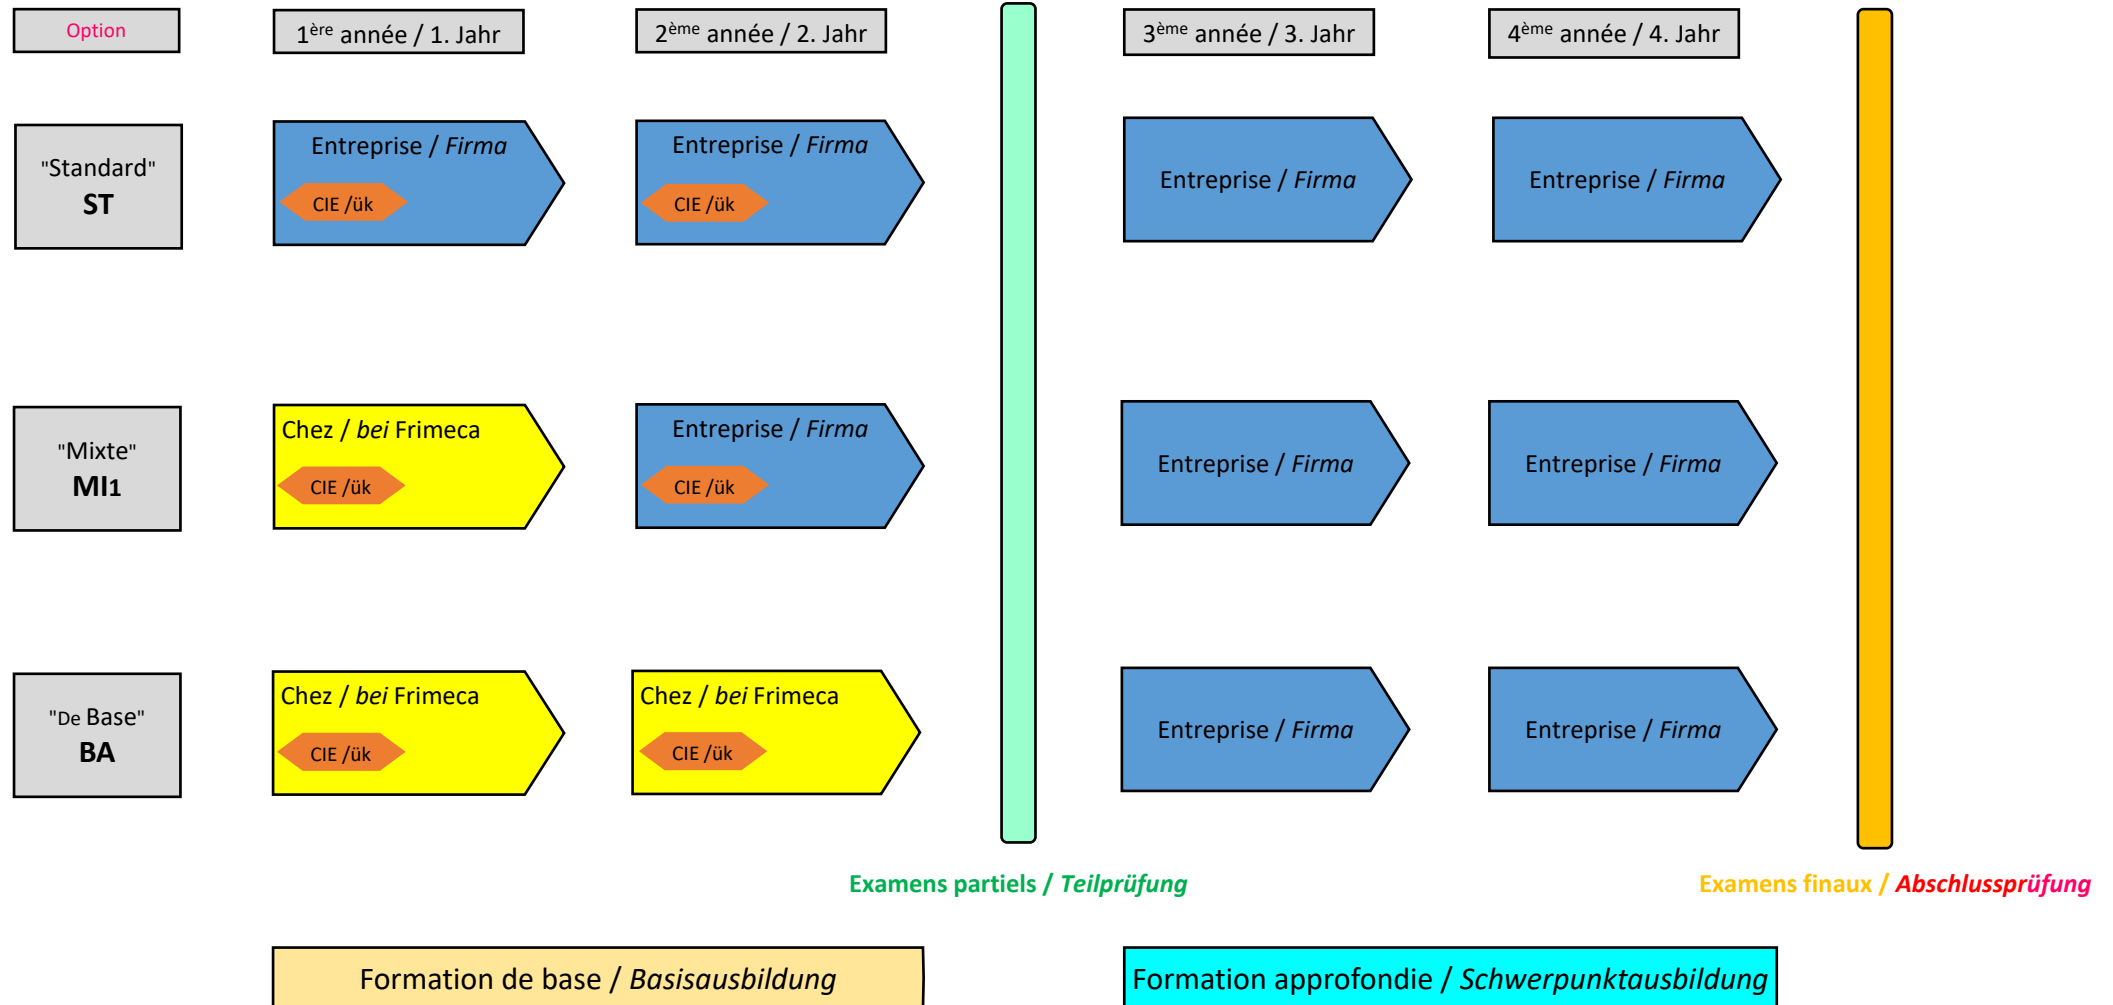 Option
1ère année / 1. Jahr
2ème année / 2. Jahr
3ème année / 3. Jahr
4ème année / 4. Jahr
"Standard"
ST
Entreprise / Firma
CIE /ük
Entreprise / Firma
CIE /ük
Entreprise / Firma
Entreprise / Firma
"Mixte"
MI1
Chez / bei Frimeca
CIE /ük
Entreprise / Firma
CIE /ük
Entreprise / Firma
Entreprise / Firma
"De Base"
BA
Chez / bei Frimeca
CIE /ük
Chez / bei Frimeca
CIE /ük
Entreprise / Firma
Entreprise / Firma
Examens partiels / Teilprüfung
Examens finaux / Abschlussprüfung
Formation de base / Basisausbildung
Formation approfondie / Schwerpunktausbildung